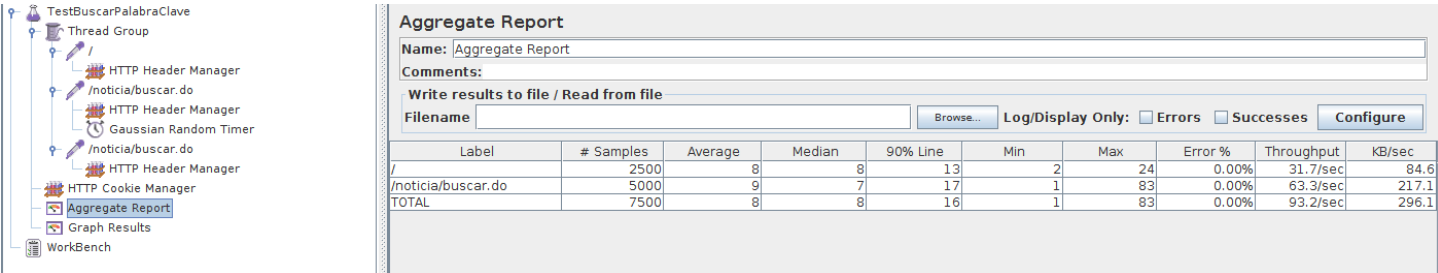 TestBuscarPalabraClave
Thread Group
/
HTTP Header Manager
/noticia/buscar.do
HTTP Header Manager
Gaussian Random Timer
/noticia/buscar.do
HTTP Header Manager
HTTP Cookie Manager
Aggregate Report
Graph Results
WorkBench
Aggregate Report
Name: Aggregate Report
Comments:
Write results to file / Read from file
Filename Browse... Log/Display Only: Errors Successes Configure
Label # Samples Average Median 90% Line Min Max Error % Throughput KB/sec
/ 2500 8 8 13 2 24 0.00% 31.7/sec 84.6
/noticia/buscar.do 5000 9 7 17 1 83 0.00% 63.3/sec 217.1
TOTAL 7500 8 8 16 1 83 0.00% 93.2/sec 296.1